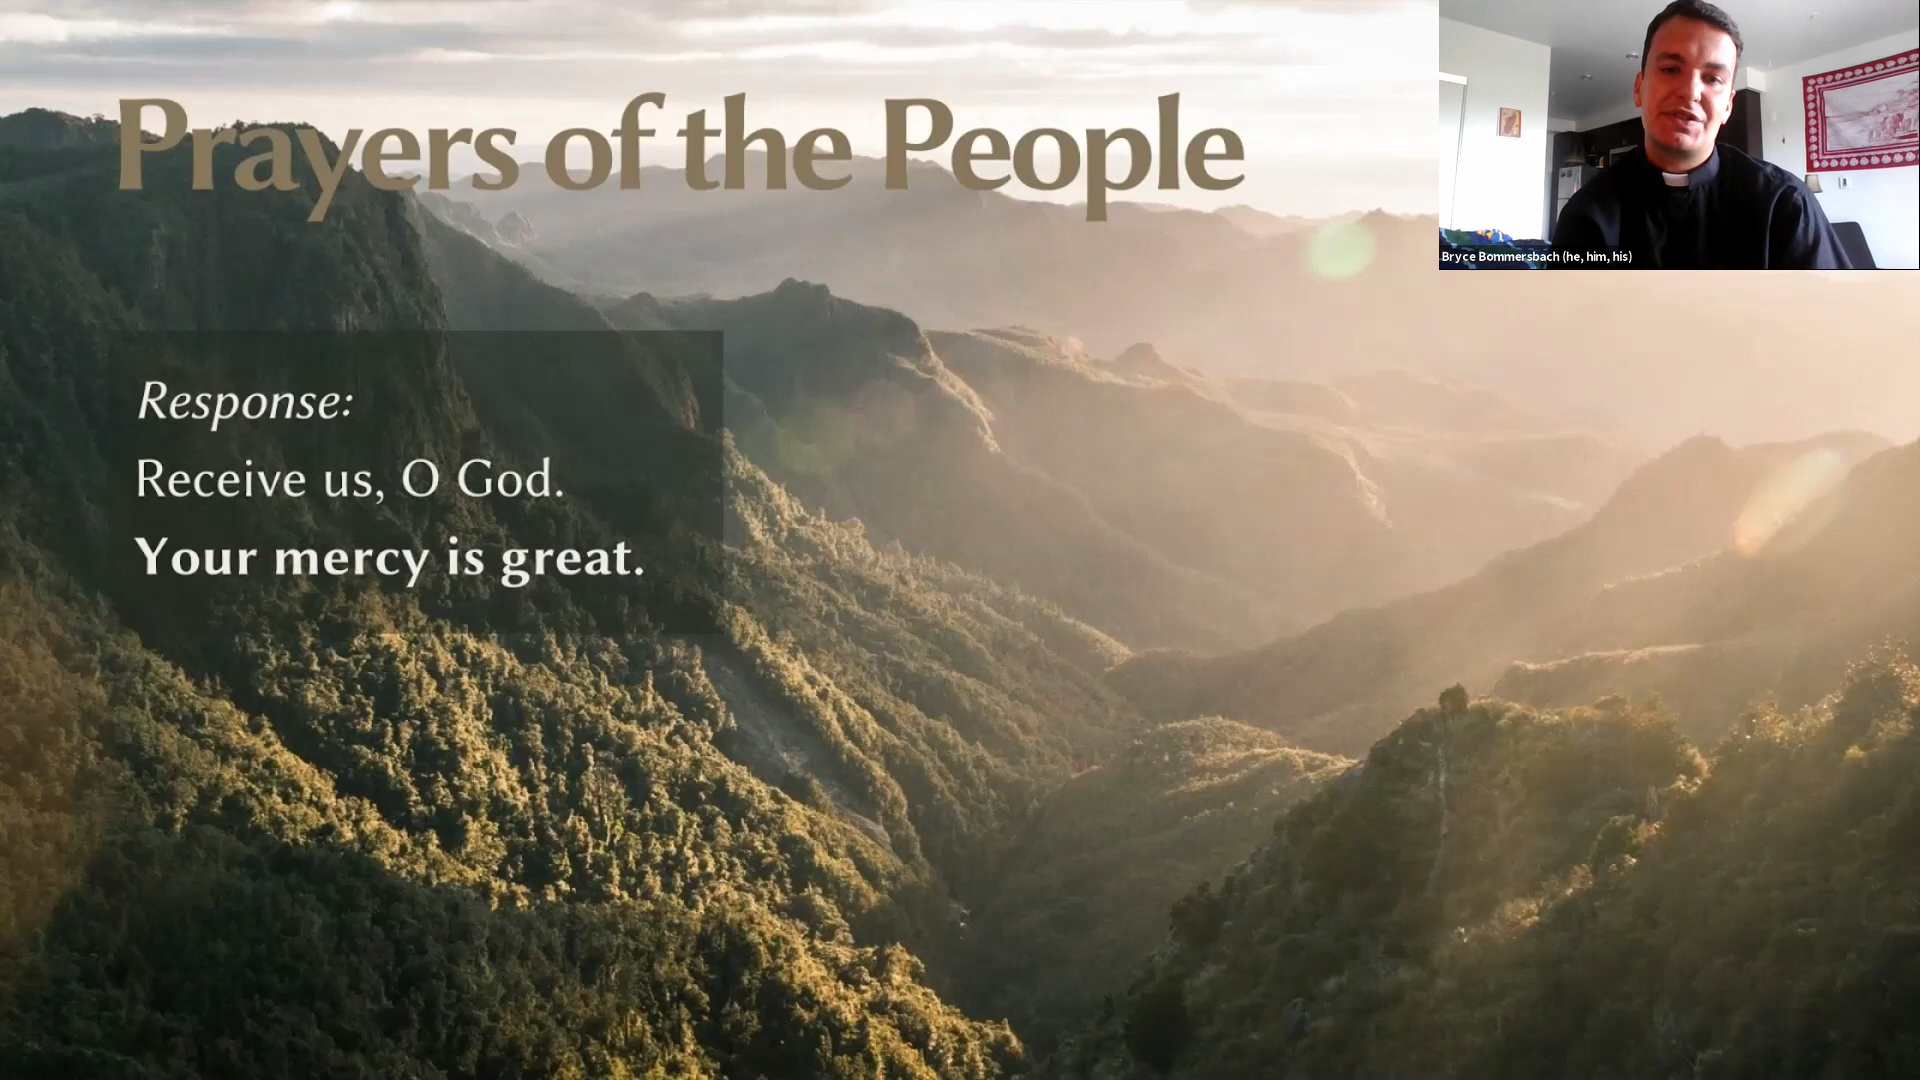 Prayers of the People
Bryce Bommersbach (he, him, his)
Response:
Receive us, O God.
Your mercy is great.